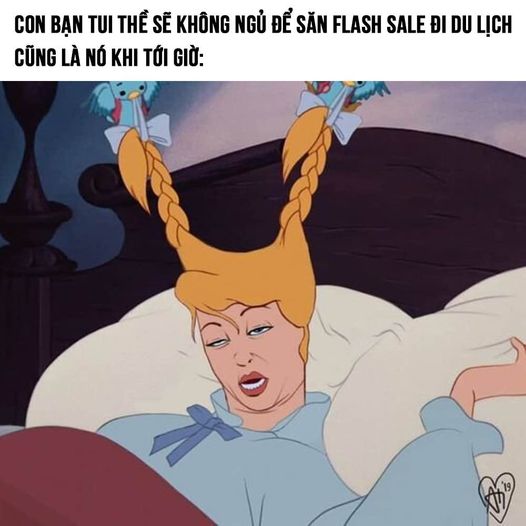 CON BẠN TUI THỀ SẼ KHÔNG NGỦ ĐỂ SĂN FLASH SALE ĐI DU LỊCH
CŨNG LÀ NÓ KHI TỚI GIỜ: